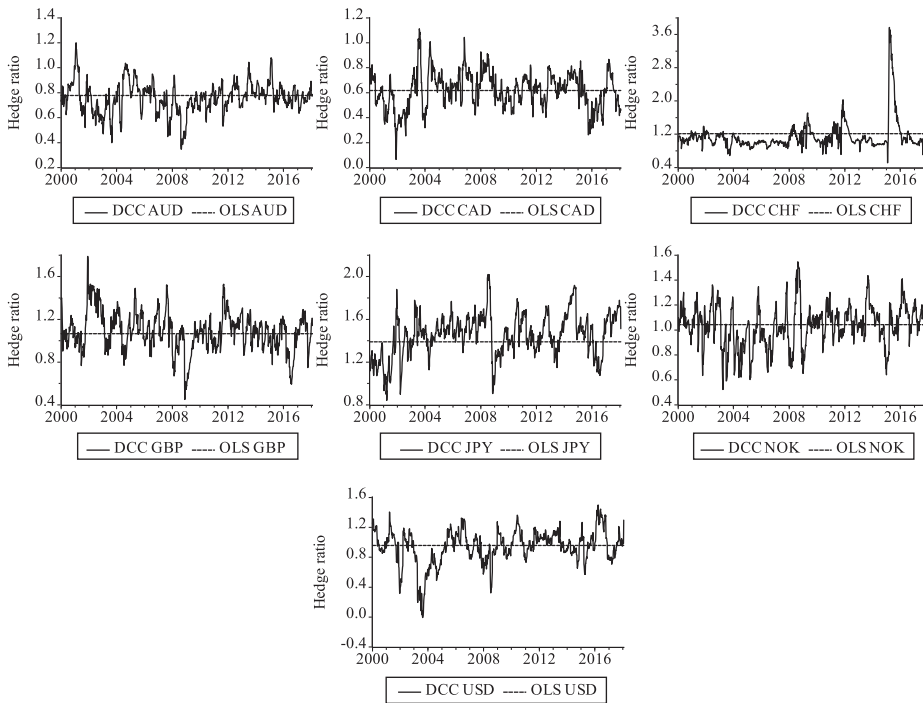 Hedge ratio
1.4
1.2
1.0
0.8
0.6
0.4
0.2
2000 2004 2008 2012 2016
DCC AUD OLS AUD
Hedge ratio
1.2
1.0
0.8
0.6
0.4
0.2
0.0
2000 2004 2008 2012 2016
DCC CAD OLS CAD
Hedge ratio
3.6
2.8
2.0
1.2
0.4
2000 2004 2008 2012 2016
DCC CHF OLS CHF
Hedge ratio
1.6
1.2
0.8
0.4
2000 2004 2008 2012 2016
DCC GBP OLS GBP
Hedge ratio
2.0
1.6
1.2
0.8
2000 2004 2008 2012 2016
DCC JPY OLS JPY
Hedge ratio
1.6
1.4
1.2
1.0
0.8
0.6
0.4
2000 2004 2008 2012 2016
DCC NOK OLS NOK
Hedge ratio
1.6
1.2
0.8
0.4
0.0
-0.4
2000 2004 2008 2012 2016
DCC USD OLS USD